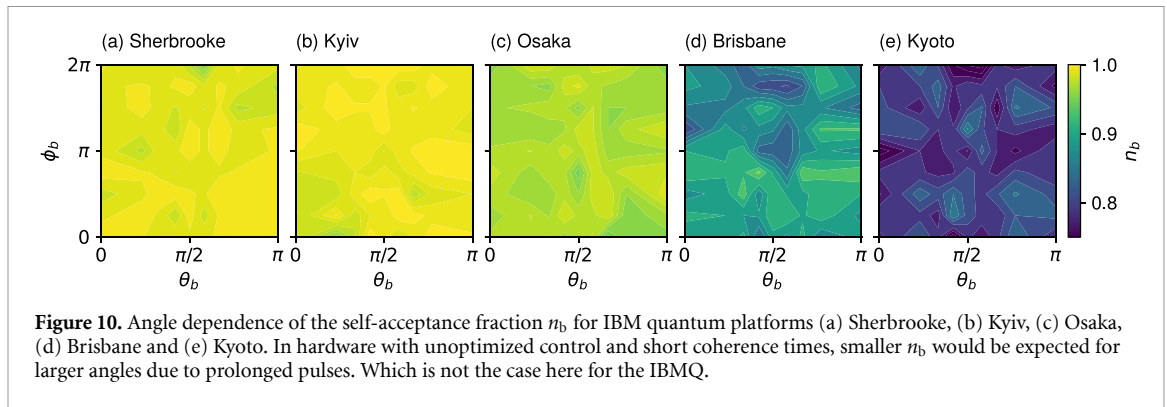 (a) Sherbrooke (b) Kyiv (c) Osaka (d) Brisbane (e) Kyoto
2π 1.0
ϕb π 0.9 nb
0.8
0
0 π/2 π 0 π/2 π 0 π/2 π 0 π/2 π 0 π/2 π
θb θb θb θb θb
Figure 10. Angle dependence of the self-acceptance fraction nb for IBM quantum platforms (a) Sherbrooke, (b) Kyiv, (c) Osaka,
(d) Brisbane and (e) Kyoto. In hardware with unoptimized control and short coherence times, smaller nb would be expected for
larger angles due to prolonged pulses. Which is not the case here for the IBMQ.